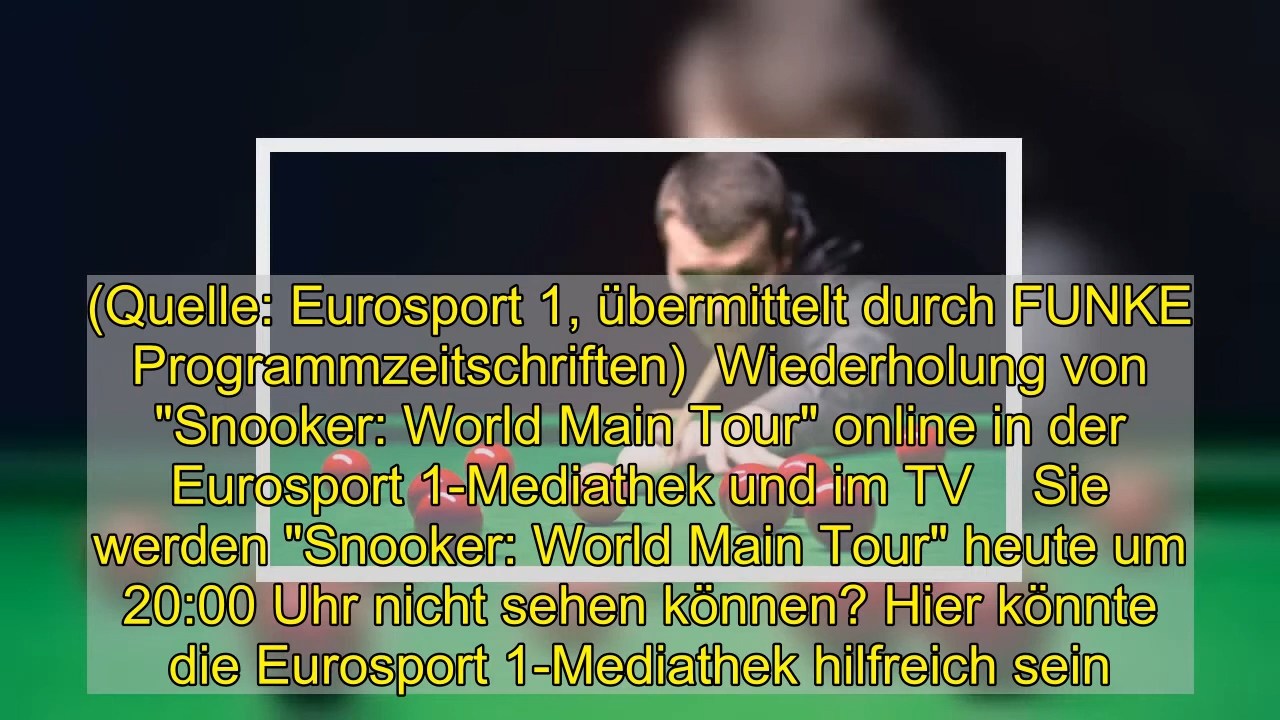 (Quelle: Eurosport 1, übermittelt durch FUNKE
Programmzeitschriften)  Wiederholung von
"Snooker: World Main Tour" online in der
Eurosport 1-Mediathek und im TV    Sie
werden "Snooker: World Main Tour" heute um
20:00 Uhr nicht sehen können? Hier könnte
die Eurosport 1-Mediathek hilfreich sein